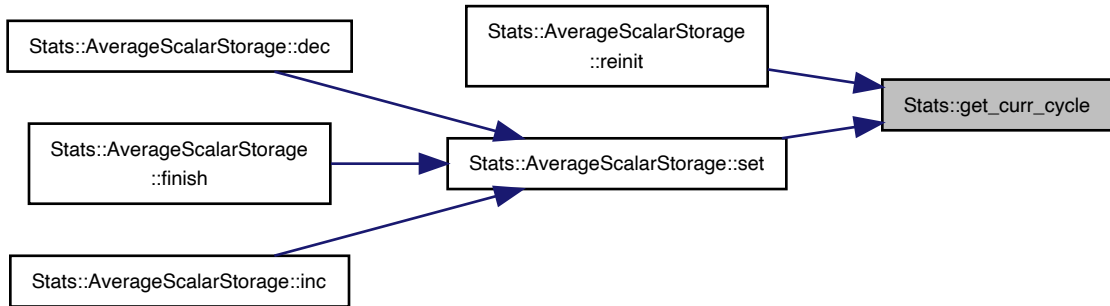 Stats::AverageScalarStorage::dec
Stats::AverageScalarStorage
::reinit
Stats::get_curr_cycle
Stats::AverageScalarStorage
::finish
Stats::AverageScalarStorage::set
Stats::AverageScalarStorage::inc